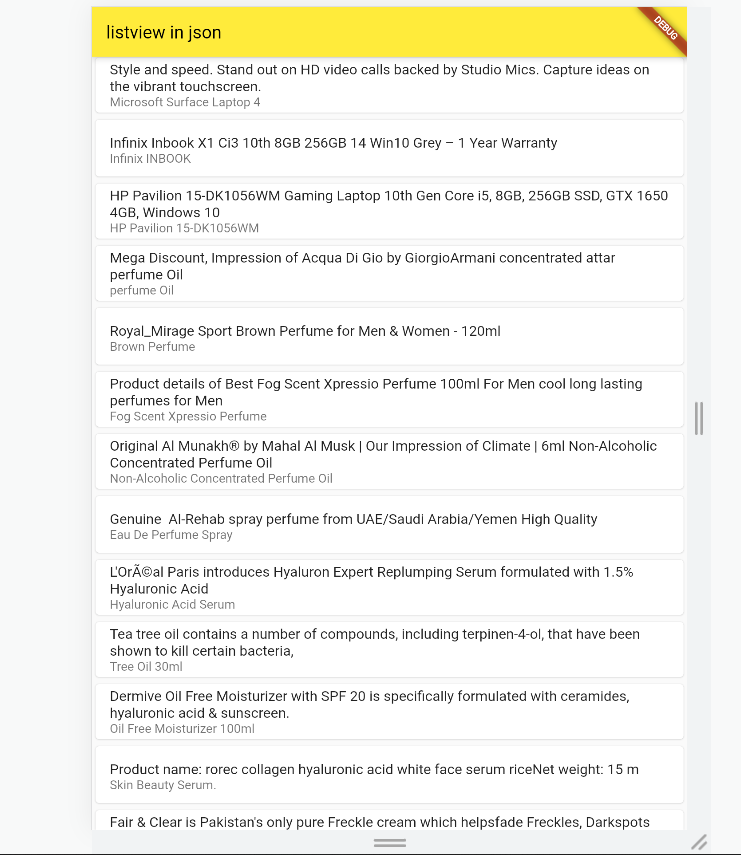 listview in json
DEBUG
Style and speed. Stand out on HD video calls backed by Studio Mics. Capture ideas on
the vibrant touchscreen.
Microsoft Surface Laptop 4
Infinix Inbook X1 Ci3 10th 8GB 256GB 14 Win10 Grey – 1 Year Warranty
Infinix INBOOK
HP Pavilion 15-DK1056WM Gaming Laptop 10th Gen Core i5, 8GB, 256GB SSD, GTX 1650
4GB, Windows 10
HP Pavilion 15-DK1056WM
Mega Discount, Impression of Acqua Di Gio by GiorgioArmani concentrated attar
perfume Oil
perfume Oil
Royal_Mirage Sport Brown Perfume for Men & Women - 120ml
Brown Perfume
Product details of Best Fog Scent Xpressio Perfume 100ml For Men cool long lasting
perfumes for Men
Fog Scent Xpressio Perfume
Original Al Munakh® by Mahal Al Musk | Our Impression of Climate | 6ml Non-Alcoholic
Concentrated Perfume Oil
Non-Alcoholic Concentrated Perfume Oil
Genuine  Al-Rehab spray perfume from UAE/Saudi Arabia/Yemen High Quality
Eau De Perfume Spray
L'OrÃ©al Paris introduces Hyaluron Expert Replumping Serum formulated with 1.5%
Hyaluronic Acid
Hyaluronic Acid Serum
Tea tree oil contains a number of compounds, including terpinen-4-ol, that have been
shown to kill certain bacteria,
Tree Oil 30ml
Dermive Oil Free Moisturizer with SPF 20 is specifically formulated with ceramides,
hyaluronic acid & sunscreen.
Oil Free Moisturizer 100ml
Product name: rorec collagen hyaluronic acid white face serum riceNet weight: 15 m
Skin Beauty Serum.
Fair & Clear is Pakistan's only pure Freckle cream which helpsfade Freckles, Darkspots